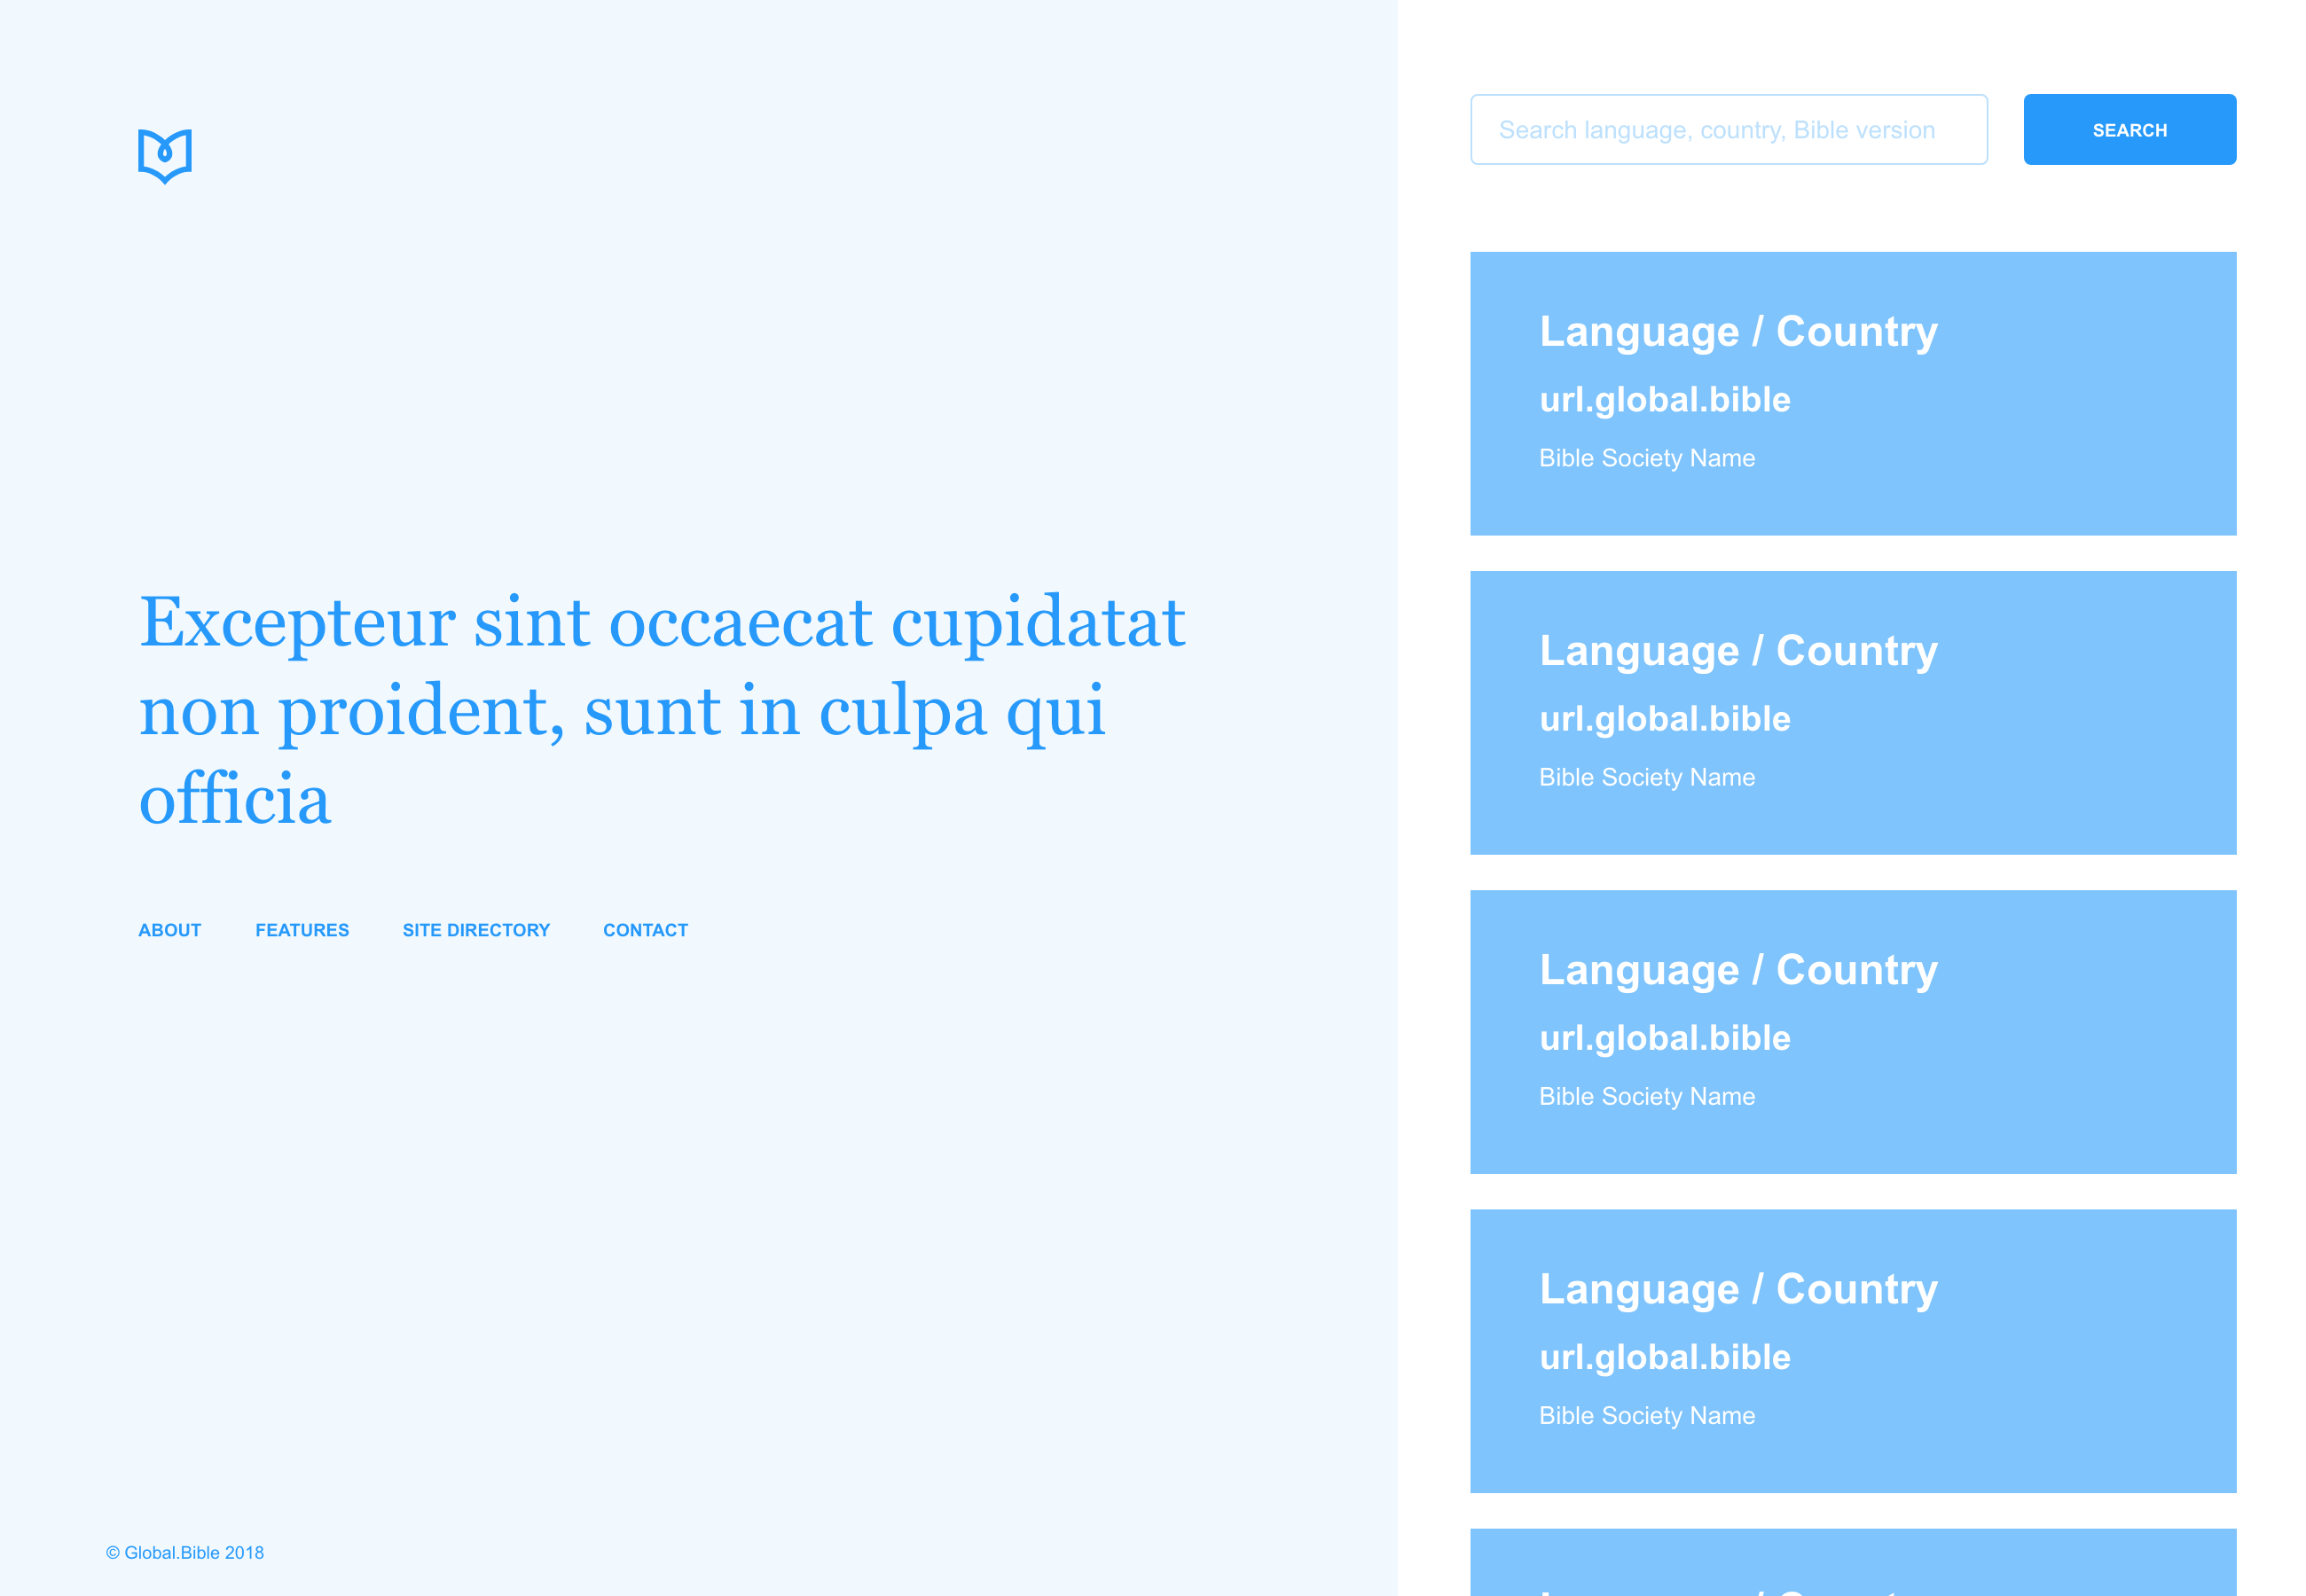 Excepteur sint occaecat cupidatat
non proident, sunt in culpa qui
officia
ABOUT FEATURES SITE DIRECTORY CONTACT
© Global.Bible 2018
Search language, country, Bible version
SEARCH
Language / Country
url.global.bible
Bible Society Name
Language / Country
url.global.bible
Bible Society Name
Language / Country
url.global.bible
Bible Society Name
Language / Country
url.global.bible
Bible Society Name